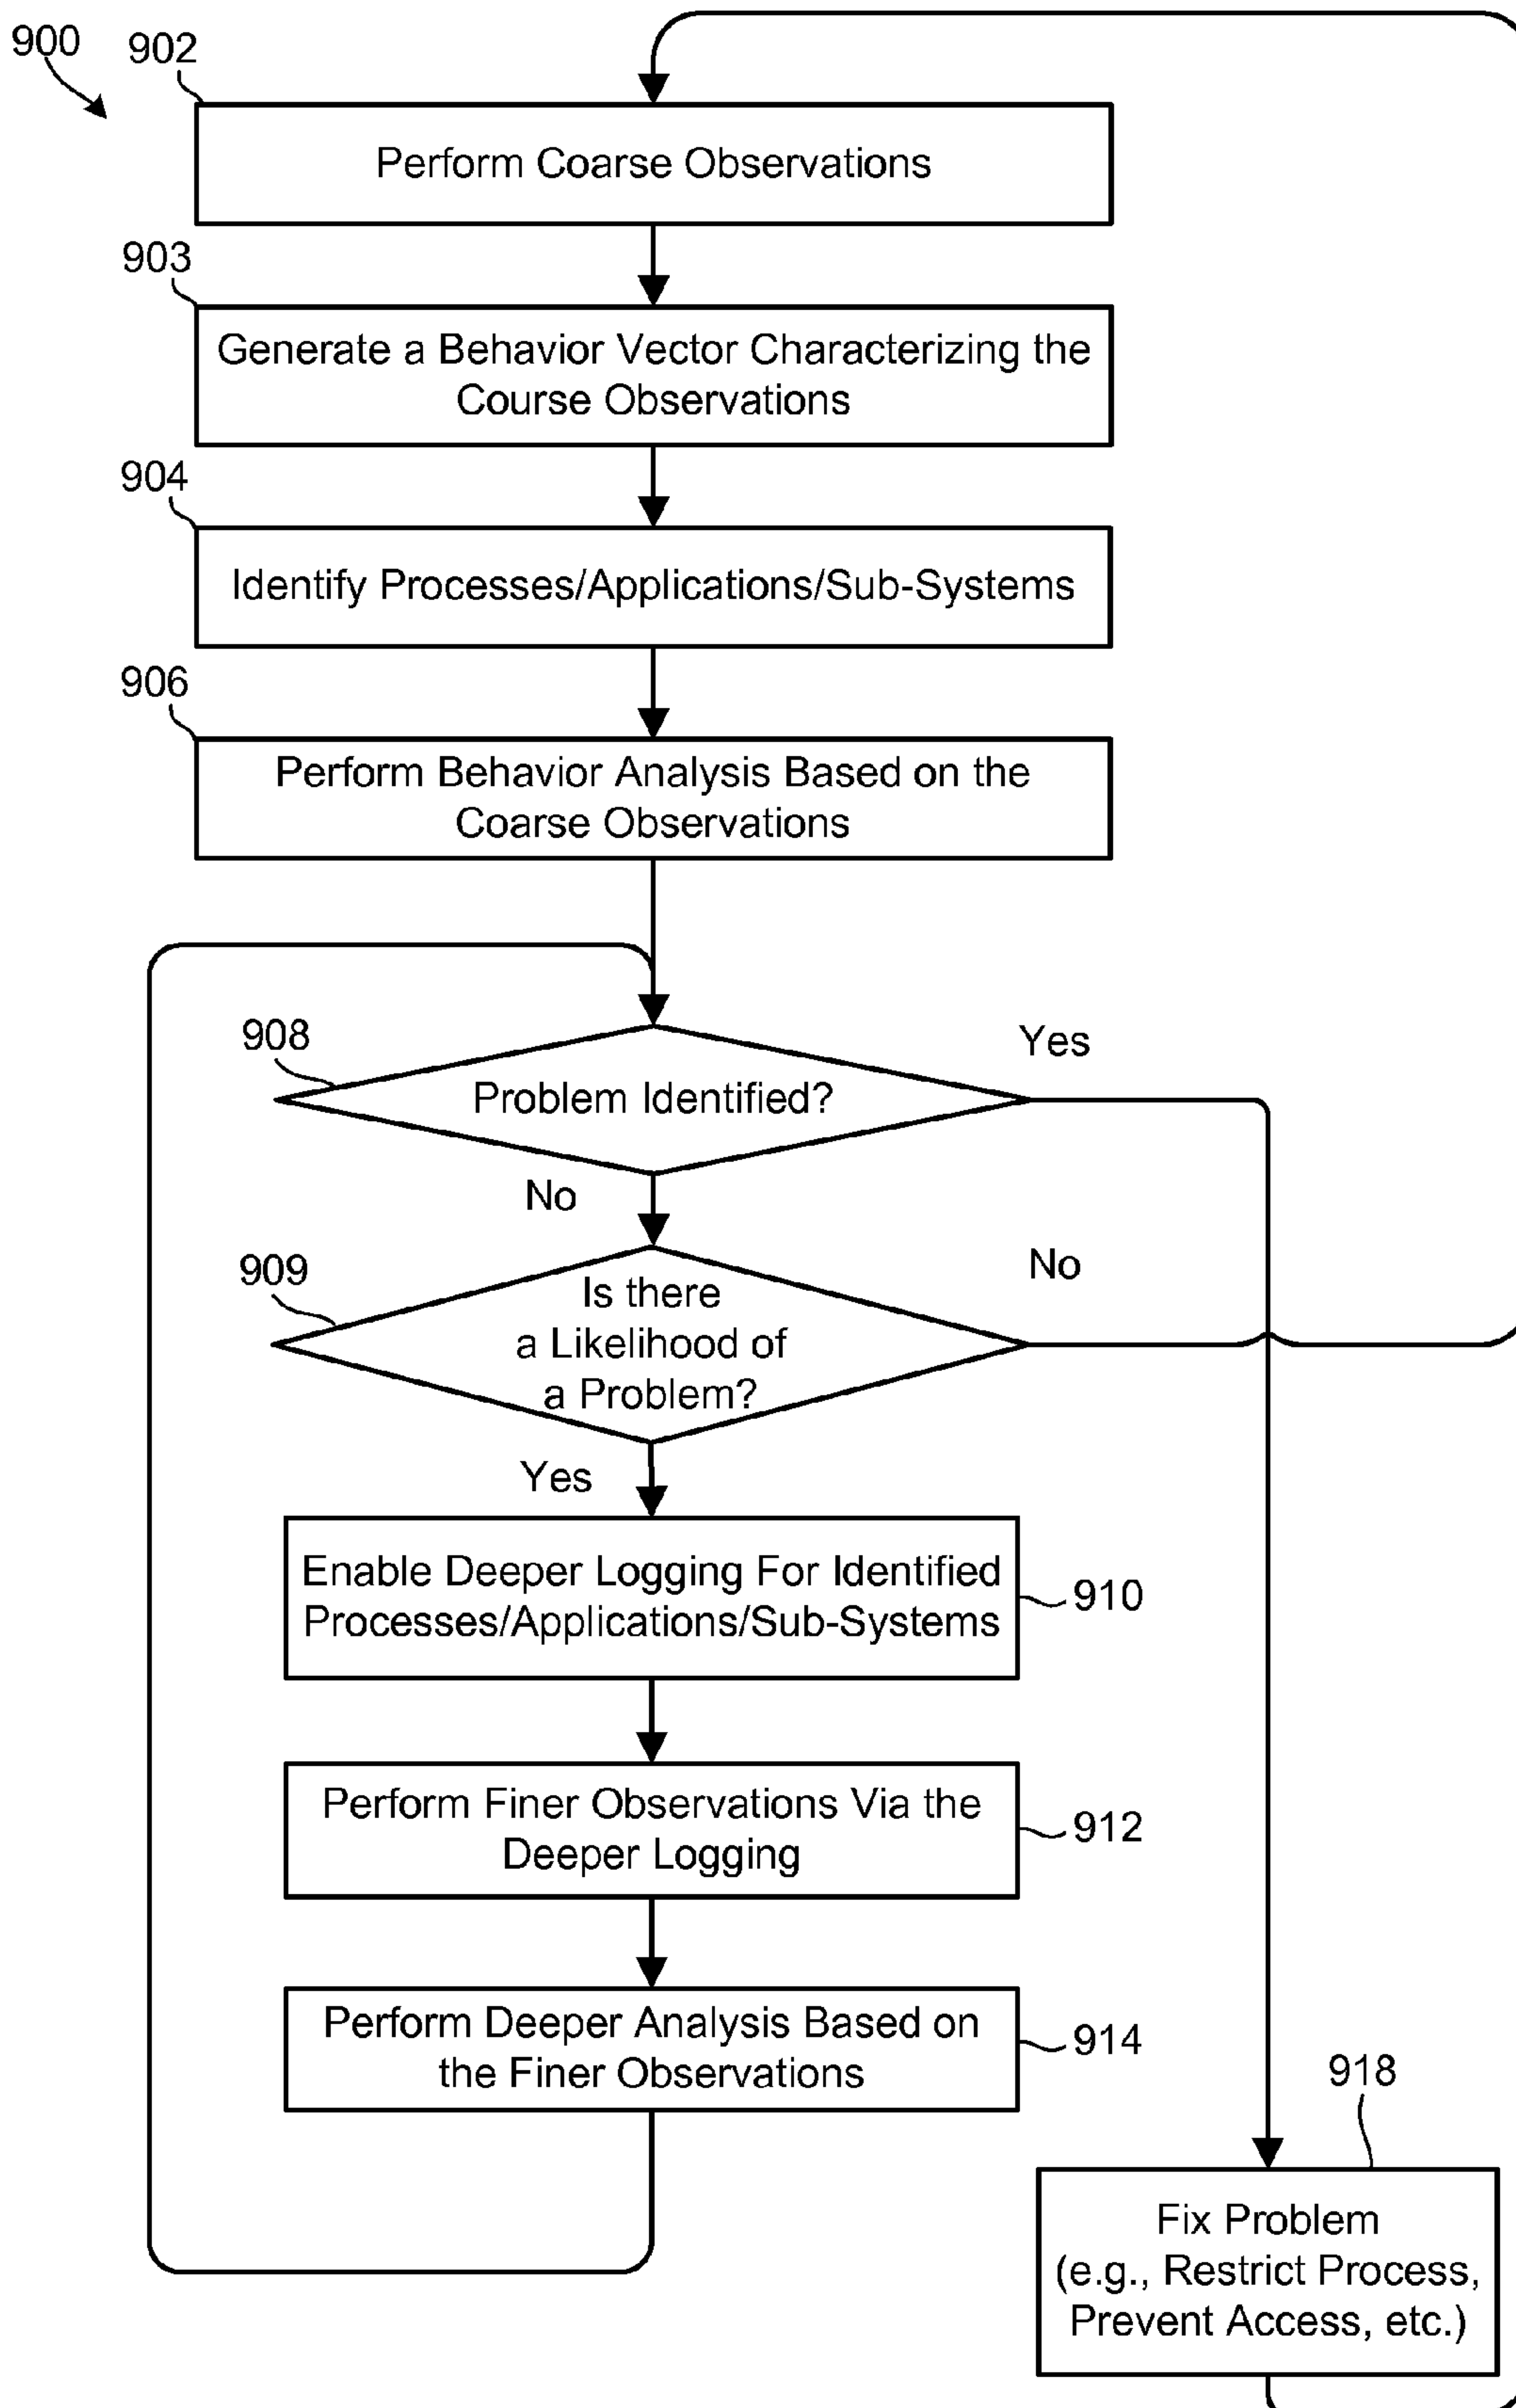 900
902
Perform Coarse Observations
903
Generate a Behavior Vector Characterizing the
Course Observations
904
Identify Processes/Applications/Sub-Systems
906
Perform Behavior Analysis Based on the
Coarse Observations
908
Yes
Problem Identified?
No
909
No
Is there
a Likelihood of
a Problem?
Yes
Enable Deeper Logging For Identified
Processes/Applications/Sub-Systems
910
Perform Finer Observations Via the
Deeper Logging
912
Perform Deeper Analysis Based on
the Finer Observations
914
918
Fix Problem
(e.g., Restrict Process,
Prevent Access, etc.)